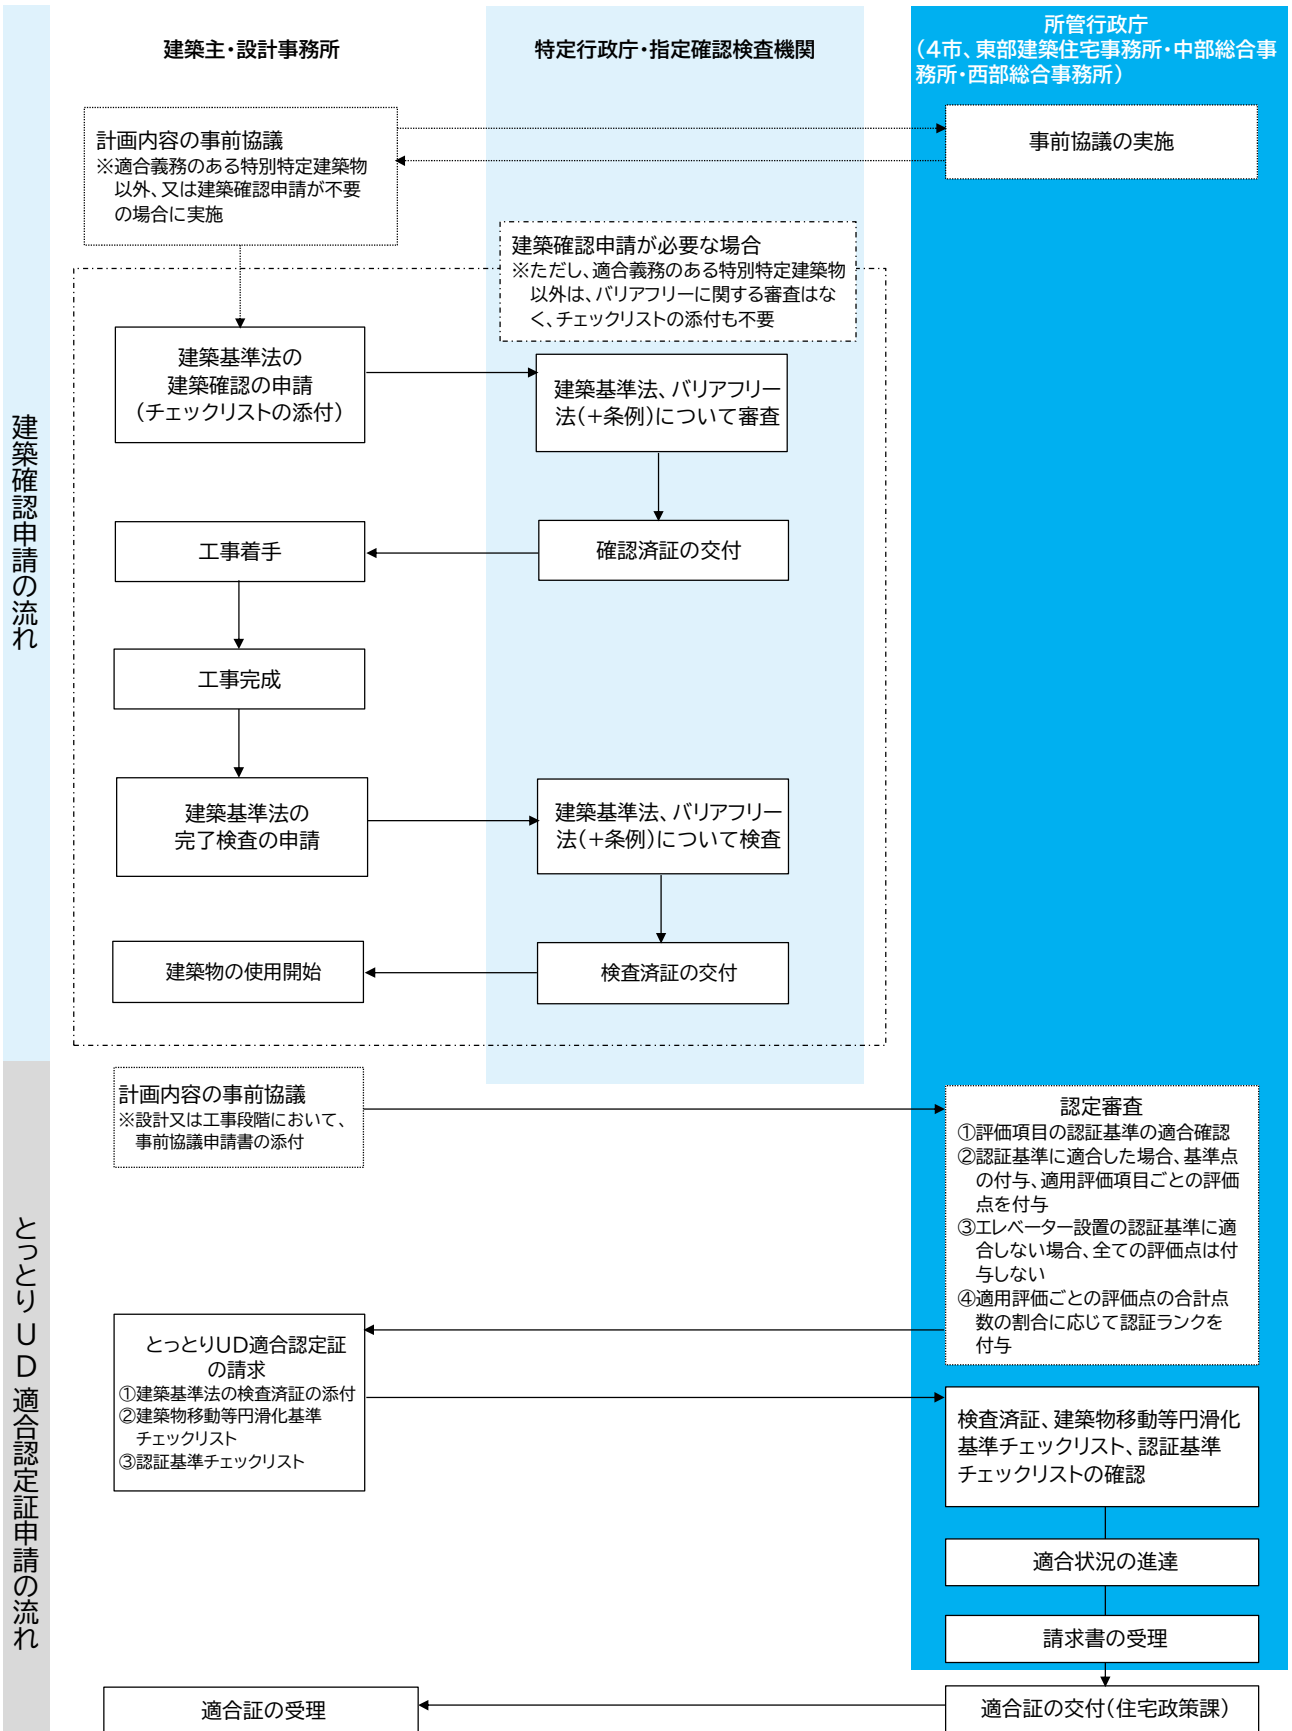 建築主・設計事務所
特定行政庁・指定確認検査機関
所管行政庁
（4市、東部建築住宅事務所・中部総合事
務所・西部総合事務所）
計画内容の事前協議
※適合義務のある特別特定建築物
以外、又は建築確認申請が不要
の場合に実施
事前協議の実施
建築確認申請が必要な場合
※ただし、適合義務のある特別特定建築物
以外は、バリアフリーに関する審査はな
く、チェックリストの添付も不要
建築確認申請の流れ
建築基準法の
建築確認の申請
（チェックリストの添付）
建築基準法、バリアフリー
法（＋条例）について審査
工事着手
確認済証の交付
工事完成
建築基準法の
完了検査の申請
建築基準法、バリアフリー
法（＋条例）について検査
建築物の使用開始
検査済証の交付
とっとりUD適合認定証申請の流れ
計画内容の事前協議
※設計又は工事段階において、
事前協議申請書の添付
認定審査
①評価項目の認証基準の適合確認
②認証基準に適合した場合、基準点
の付与、適用評価項目ごとの評価
点を付与
③エレベーター設置の認証基準に適
合しない場合、全ての評価点は付
与しない
④適用評価ごとの評価点の合計点
数の割合に応じて認証ランクを
付与
とっとりUD適合認定証
の請求
①建築基準法の検査済証の添付
②建築物移動等円滑化基準
チェックリスト
③認証基準チェックリスト
検査済証、建築物移動等円滑化
基準チェックリスト、認証基準
チェックリストの確認
適合状況の進達
請求書の受理
適合証の受理
適合証の交付（住宅政策課）